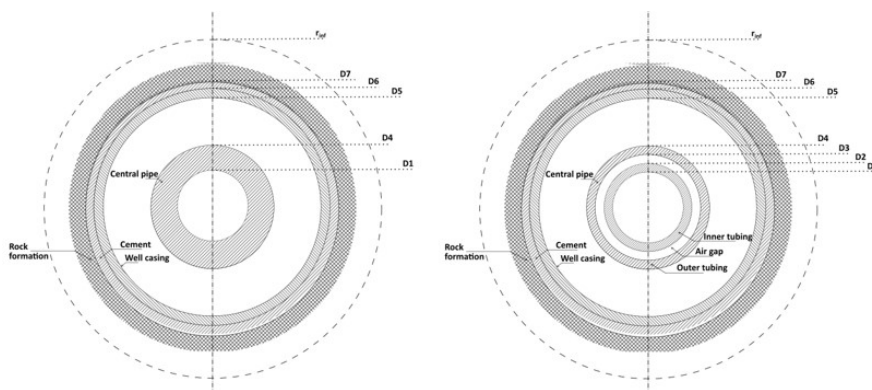 r_inf
D7
D6
D5
D4
D1
Central pipe
Rock
formation
Cement
Well casing
r_inf
D7
D6
D5
D4
D3
D2
D
Central pipe
Inner tubing
Air gap
Outer tubing
Rock
formation
Cement
Well casing